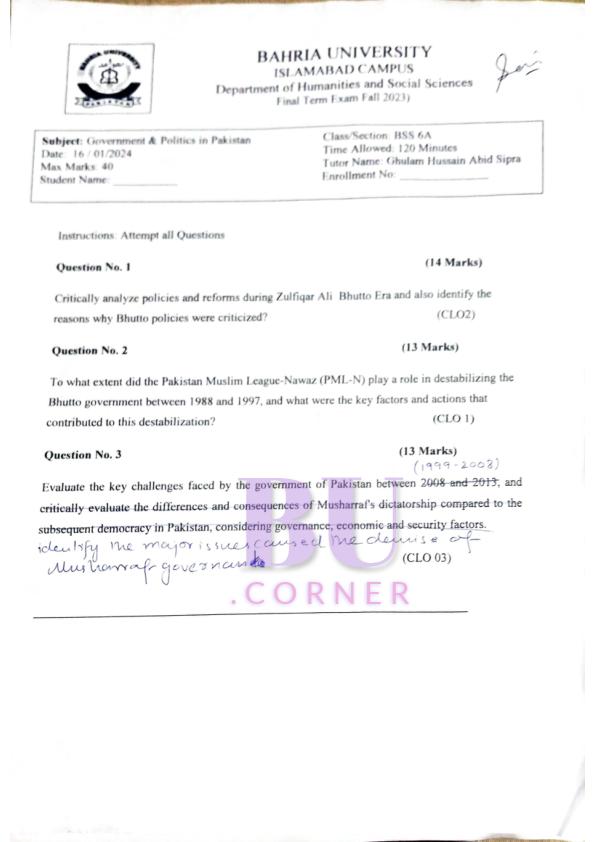 BAHRIA UNIVERSITY
PAKISTAN
BAHRIA UNIVERSITY
ISLAMABAD CAMPUS
Department of Humanities and Social Sciences
Final Term Exam Fall 2023)
Subject: Government & Politics in Pakistan
Date: 16 / 01/2024
Max Marks: 40
Student Name: ____________
Class/Section: BSS 6A
Time Allowed: 120 Minutes
Tutor Name: Ghulam Hussain Abid Sipra
Enrollment No: ________________
Instructions: Attempt all Questions
Question No. 1 (14 Marks)
Critically analyze policies and reforms during Zulfiqar Ali Bhutto Era and also identify the
reasons why Bhutto policies were criticized? (CLO2)
Question No. 2 (13 Marks)
To what extent did the Pakistan Muslim League-Nawaz (PML-N) play a role in destabilizing the
Bhutto government between 1988 and 1997, and what were the key factors and actions that
contributed to this destabilization? (CLO 1)
Question No. 3 (13 Marks)
(1999-2008)
Evaluate the key challenges faced by the government of Pakistan between 2008 and 2013, and
critically evaluate the differences and consequences of Musharraf's dictatorship compared to the
subsequent democracy in Pakistan, considering governance, economic and security factors.
identify the major issues caused the demise of
Musharraf governance
(CLO 03)
BU
.CORNER